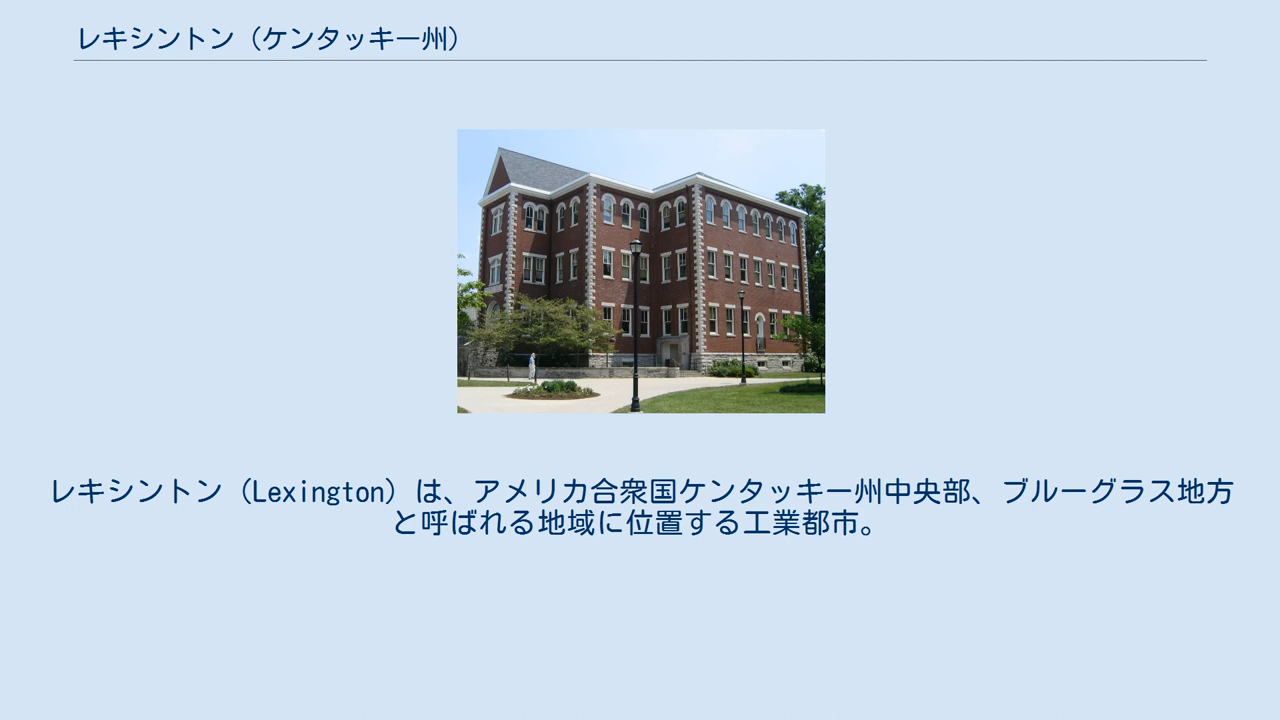 レキシントン（ケンタッキー州）
レキシントン（Lexington）は、アメリカ合衆国ケンタッキー州中央部、ブルーグラス地方
と呼ばれる地域に位置する工業都市。